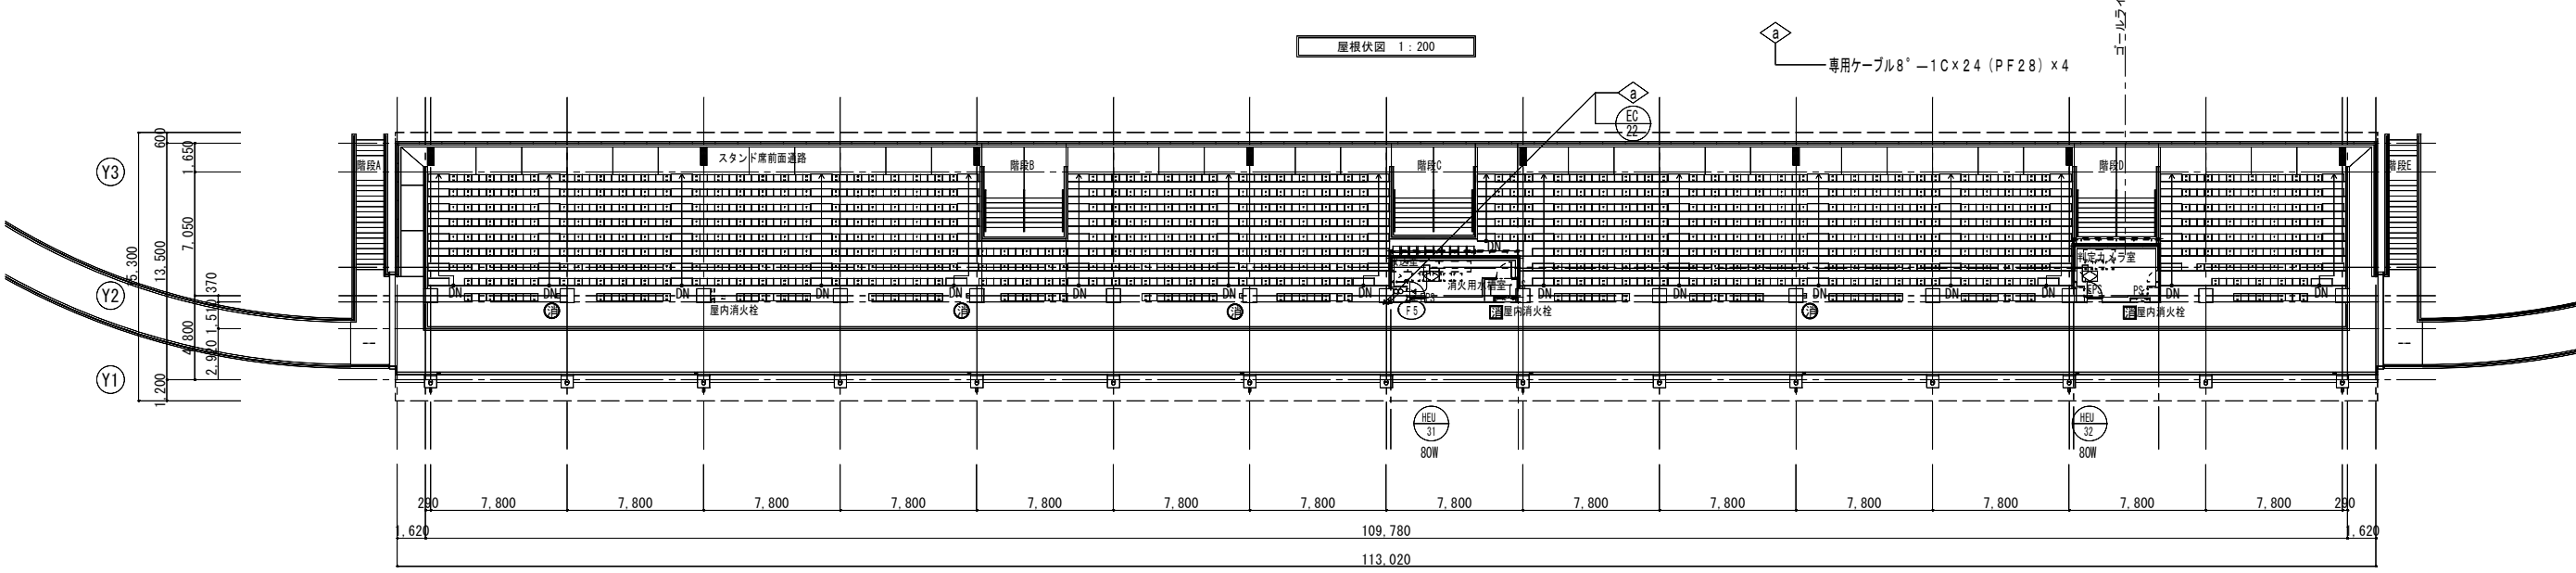 ゴールライ
屋根伏図 1:200
a
専用ケーブル8°―1C×24(PF28)×4
a
EC
22
600
1,650
スタンド席前面通路
階段A
階段B
階段C
階段D
階段E
Y3
7,050
13,500
370
DN
判定カメラ室
消火用水槽室
Y2
DN DN DN DN DN DN DN DN DN DN DN DN DN
EPS PS
1,510
消 屋内消火栓 消 消 F5 消 屋内消火栓 消 消 屋内消火栓
4,800
2,920
Y1
1,200
HEU
31
80W
HEU
32
80W
290 7,800 7,800 7,800 7,800 7,800 7,800 7,800 7,800 7,800 7,800 7,800 7,800 7,800 7,800 290
1,620 109,780 1,620
113,020